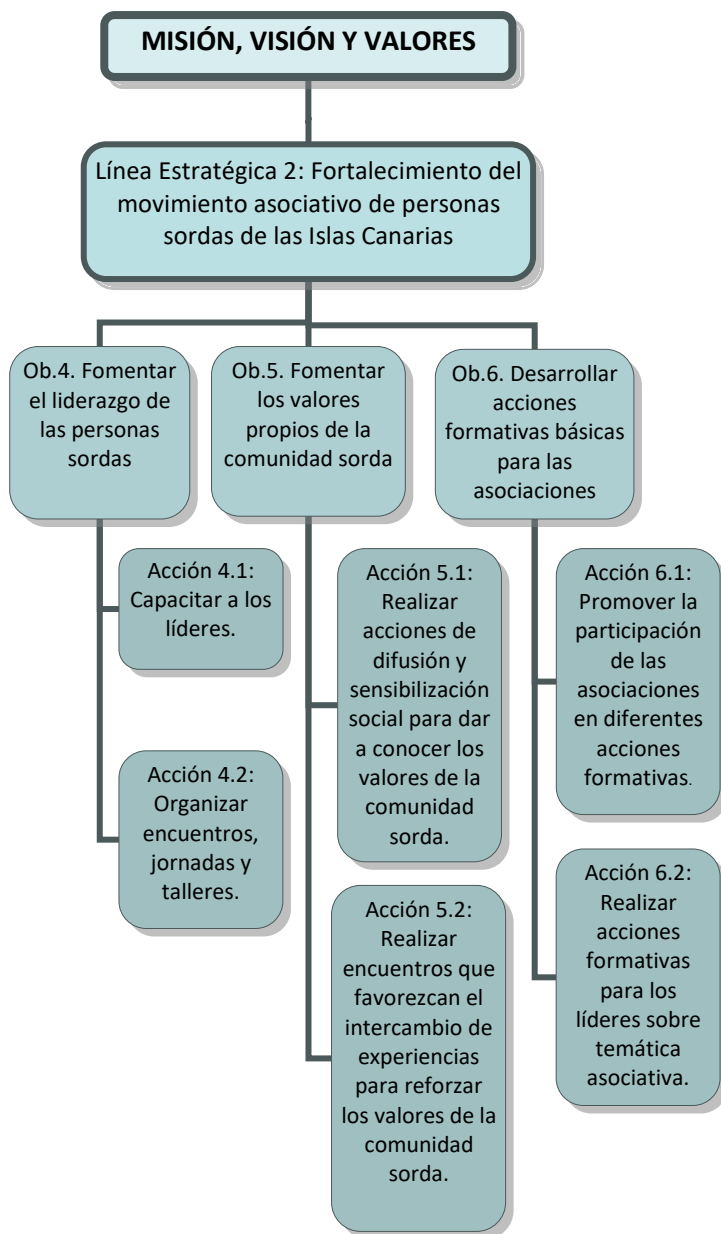 MISIÓN, VISIÓN Y VALORES
Línea Estratégica 2: Fortalecimiento del
movimiento asociativo de personas
sordas de las Islas Canarias
Ob.4. Fomentar
el liderazgo de
las personas
sordas
Acción 4.1:
Capacitar a los
líderes.
Acción 4.2:
Organizar
encuentros,
jornadas y
talleres.
Ob.5. Fomentar
los valores
propios de la
comunidad sorda
Acción 5.1:
Realizar
acciones de
difusión y
sensibilización
social para dar
a conocer los
valores de la
comunidad
sorda.
Acción 5.2:
Realizar
encuentros que
favorezcan el
intercambio de
experiencias
para reforzar
los valores de la
comunidad
sorda.
Ob.6. Desarrollar
acciones
formativas básicas
para las
asociaciones
Acción 6.1:
Promover la
participación
de las
asociaciones
en diferentes
acciones
formativas.
Acción 6.2:
Realizar
acciones
formativas
para los
líderes sobre
temática
asociativa.